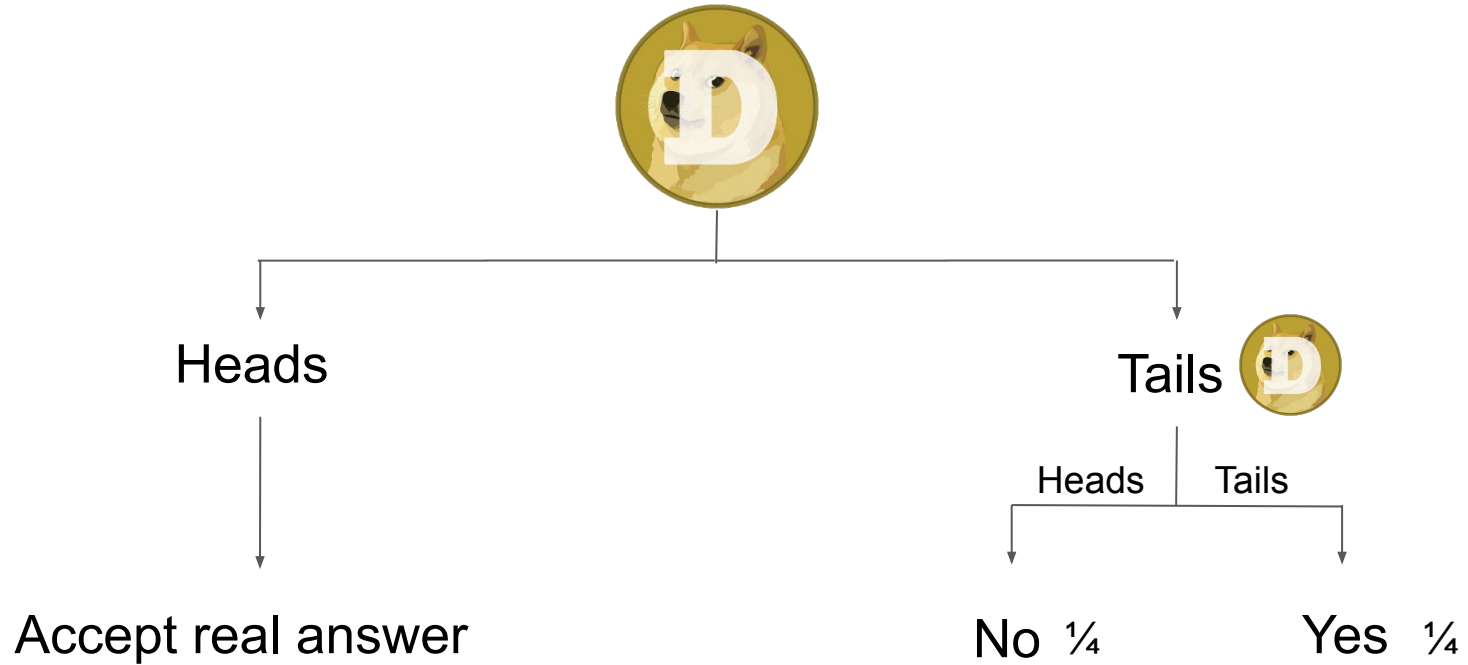 D
Heads
Tails
D
Heads
Tails
Accept real answer
No ¼
Yes ¼